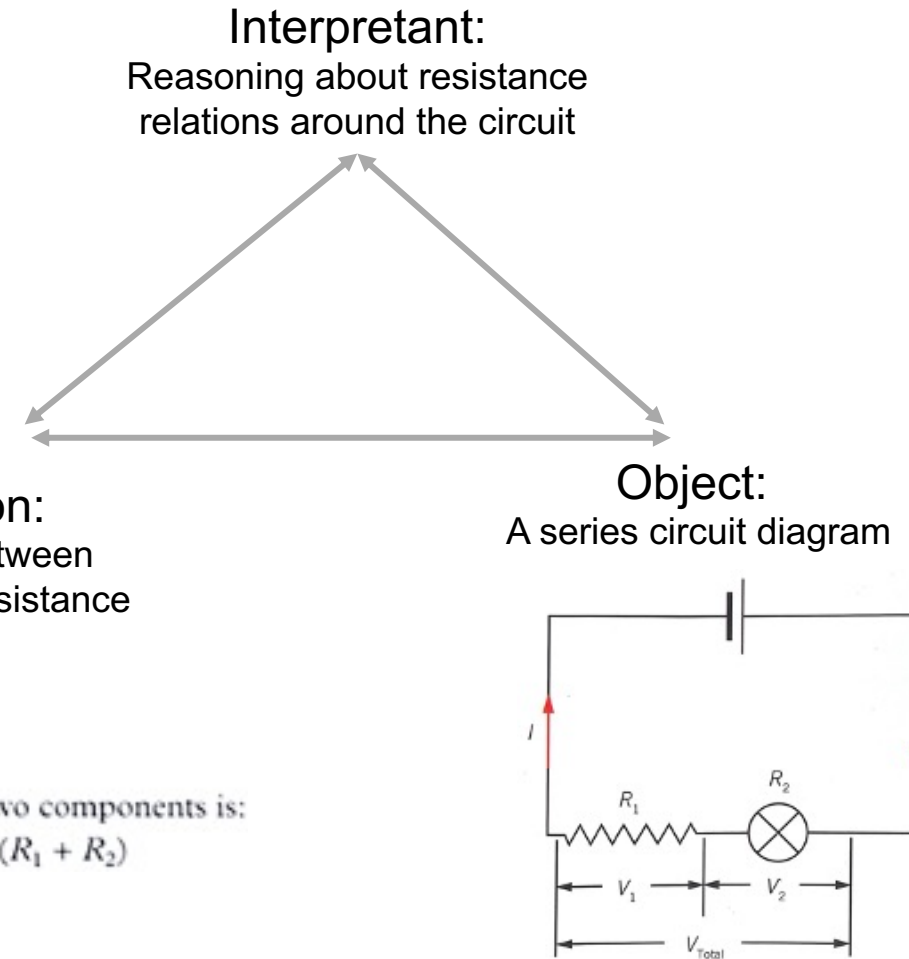 Interpretant:
Reasoning about resistance
relations around the circuit
on:
tween
sistance
Object:
A series circuit diagram
I
R₁
R₂
V₁
V₂
V_Total
vo components is:
(R₁ + R₂)